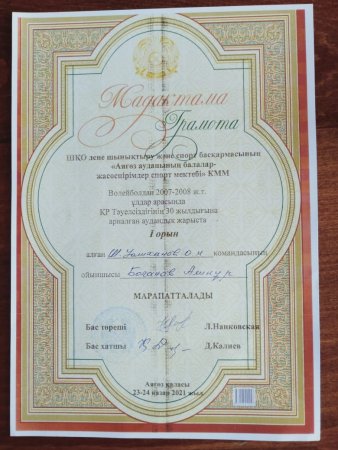 Мадақтама
Грамота
ШҚО дене шынықтыру және спорт басқармасының
«Аягөз ауданының балалар-
жасөспірімдер спорт мектебі» КММ
Волейболдан 2007-2008 ж.т.
ұлдар арасында
ҚР Тәуелсіздігінің 30 жылдығына
арналған аудандық жарыста
I орын
алған командасының
ойыншысы
МАРАПАТТАЛАДЫ
Бас төреші Л.Нанковская
Бас хатшы Д.Калиев
Аягөз қаласы
23-24 қазан 2021 жыл